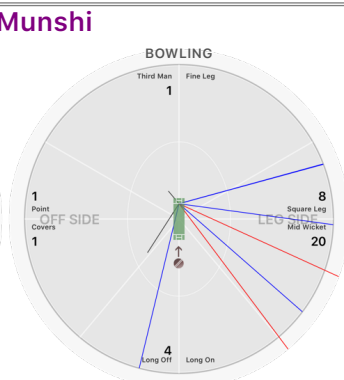 Munshi
BOWLING
Third Man Fine Leg
1
1 8
Point Square Leg
OFF SIDE LEG SIDE
Covers Mid Wicket
1 20
4
Long Off Long On